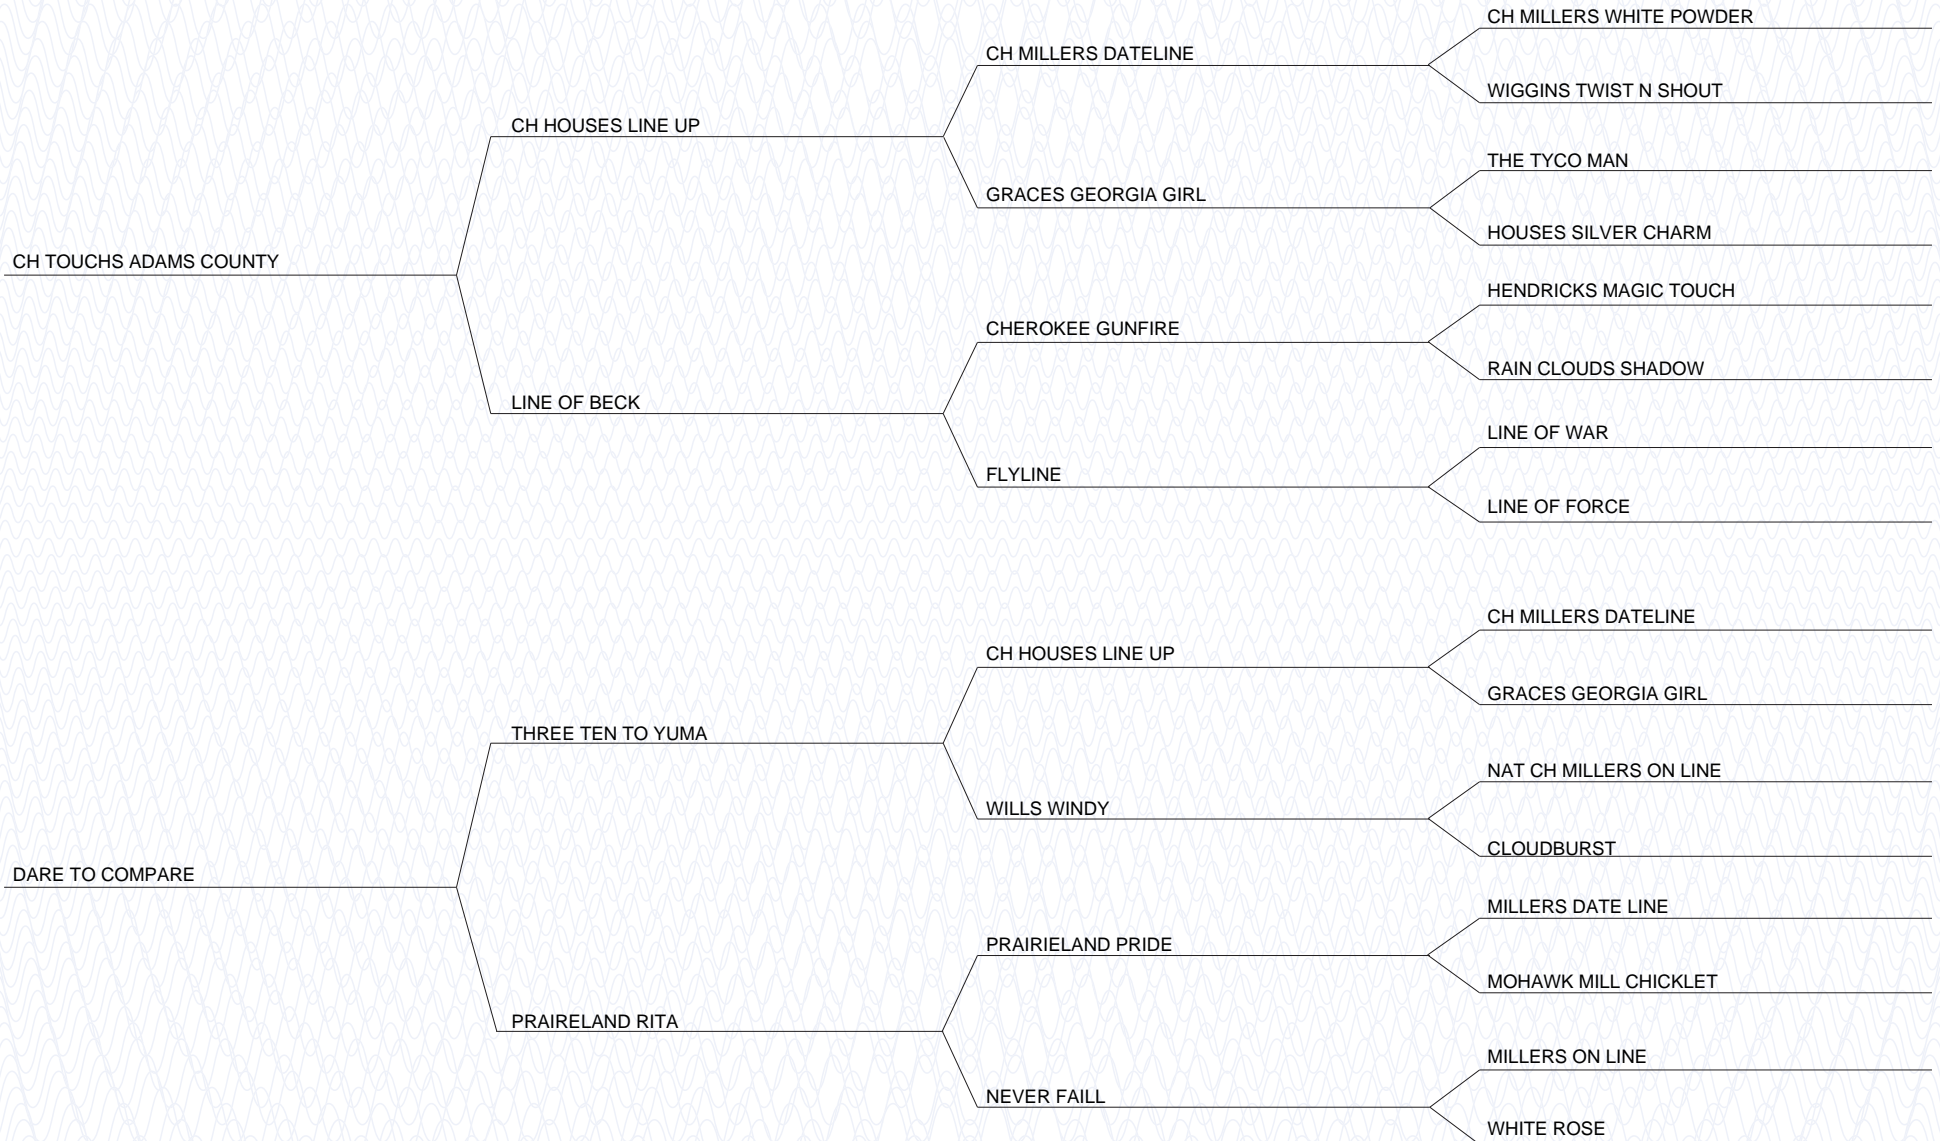 CH MILLERS WHITE POWDER
CH MILLERS DATELINE
WIGGINS TWIST N SHOUT
CH HOUSES LINE UP
THE TYCO MAN
GRACES GEORGIA GIRL
HOUSES SILVER CHARM
CH TOUCHS ADAMS COUNTY
HENDRICKS MAGIC TOUCH
CHEROKEE GUNFIRE
RAIN CLOUDS SHADOW
LINE OF BECK
LINE OF WAR
FLYLINE
LINE OF FORCE
CH MILLERS DATELINE
CH HOUSES LINE UP
GRACES GEORGIA GIRL
THREE TEN TO YUMA
NAT CH MILLERS ON LINE
WILLS WINDY
CLOUDBURST
DARE TO COMPARE
MILLERS DATE LINE
PRAIRIELAND PRIDE
MOHAWK MILL CHICKLET
PRAIRELAND RITA
MILLERS ON LINE
NEVER FAILL
WHITE ROSE